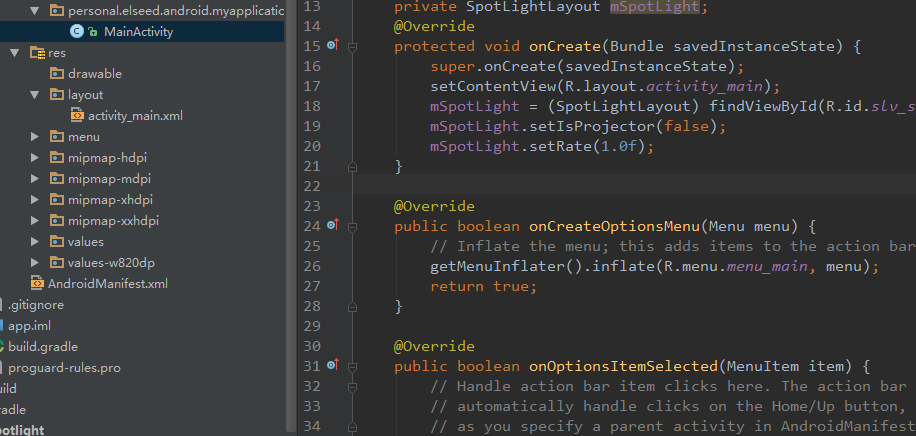 personal.elseed.android.myapplicatic
MainActivity
res
drawable
layout
activity_main.xml
menu
mipmap-hdpi
mipmap-mdpi
mipmap-xhdpi
mipmap-xxhdpi
values
values-w820dp
AndroidManifest.xml
.gitignore
app.iml
build.gradle
proguard-rules.pro
uild
radle
potlight
13 private SpotLightLayout mSpotLight;
14 @Override
15 protected void onCreate(Bundle savedInstanceState) {
16 super.onCreate(savedInstanceState);
17 setContentView(R.layout.activity_main);
18 mSpotLight = (SpotLightLayout) findViewById(R.id.slv_s
19 mSpotLight.setIsProjector(false);
20 mSpotLight.setRate(1.0f);
21 }
22
23 @Override
24 public boolean onCreateOptionsMenu(Menu menu) {
25 // Inflate the menu; this adds items to the action bar
26 getMenuInflater().inflate(R.menu.menu_main, menu);
27 return true;
28 }
29
30 @Override
31 public boolean onOptionsItemSelected(MenuItem item) {
32 // Handle action bar item clicks here. The action bar
33 // automatically handle clicks on the Home/Up button,
34 // as you specify a parent activity in AndroidManifest